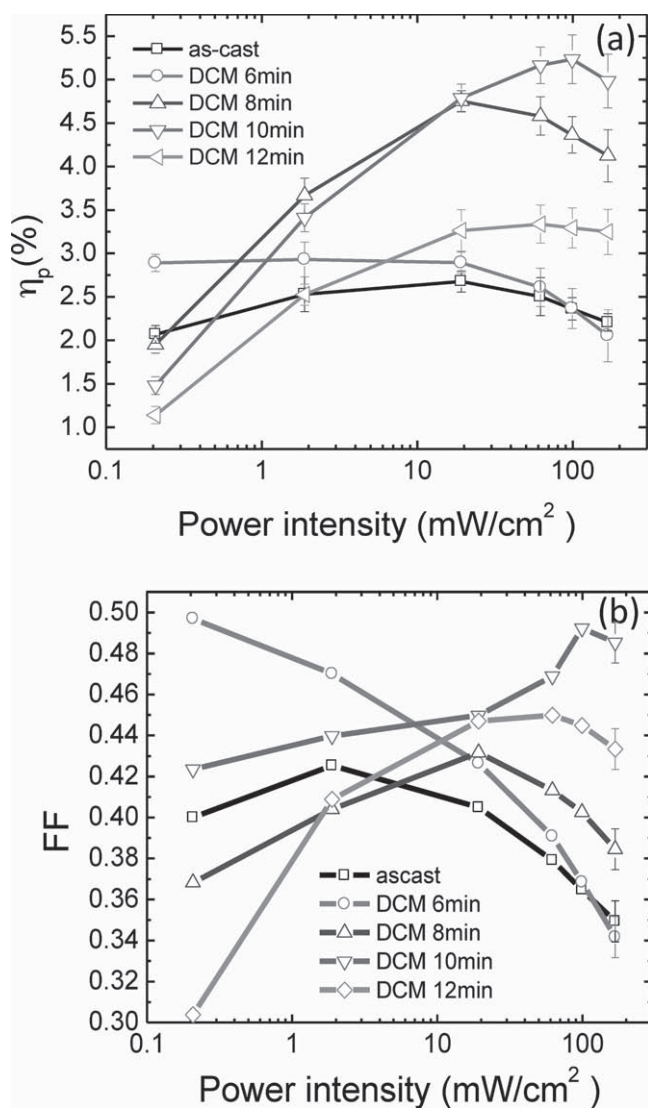 (a)
5.5
5.0
4.5
4.0
3.5
3.0
2.5
2.0
1.5
1.0
ηp(%)
as-cast
DCM 6min
DCM 8min
DCM 10min
DCM 12min
0.1 1 10 100
Power intensity (mW/cm²)
(b)
0.50
0.48
0.46
0.44
0.42
0.40
0.38
0.36
0.34
0.32
0.30
FF
ascast
DCM 6min
DCM 8min
DCM 10min
DCM 12min
0.1 1 10 100
Power intensity (mW/cm²)